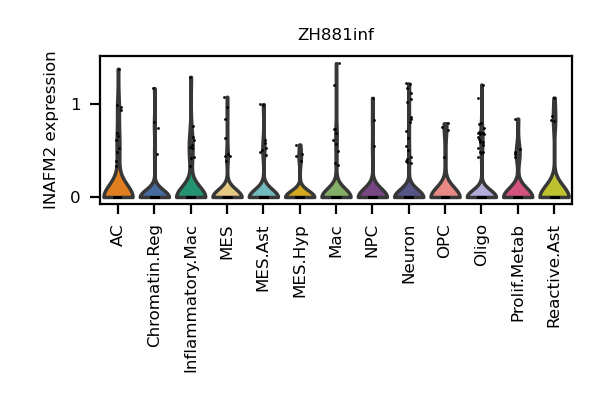 ZH881inf
INAFM2 expression
1
0
AC
Chromatin.Reg
Inflammatory.Mac
MES
MES.Ast
MES.Hyp
Mac
NPC
Neuron
OPC
Oligo
Prolif.Metab
Reactive.Ast